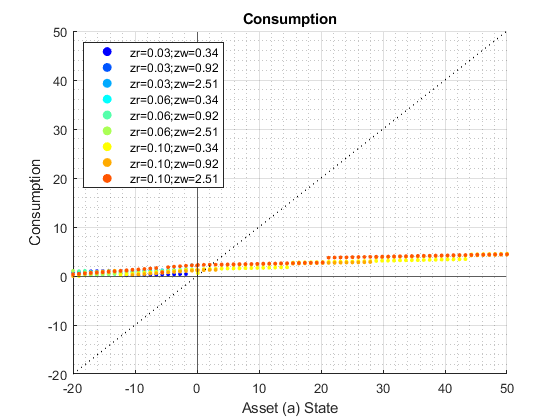 Consumption
50
40
30
20
10
0
-10
-20
zr=0.03;zw=0.34
zr=0.03;zw=0.92
zr=0.03;zw=2.51
zr=0.06;zw=0.34
zr=0.06;zw=0.92
zr=0.06;zw=2.51
zr=0.10;zw=0.34
zr=0.10;zw=0.92
zr=0.10;zw=2.51
Consumption
-20 -10 0 10 20 30 40 50
Asset (a) State